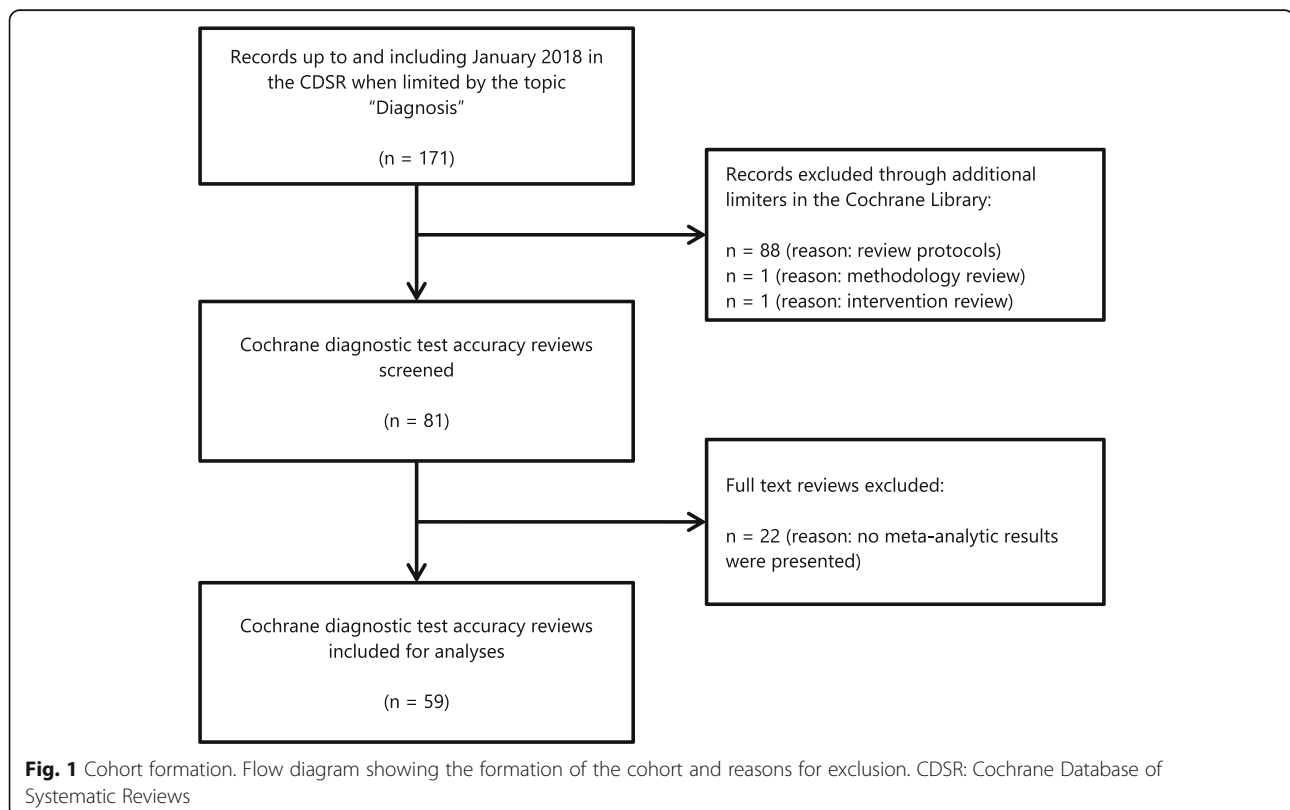 Records up to and including January 2018 in
the CDSR when limited by the topic
"Diagnosis"
(n = 171)
Records excluded through additional
limiters in the Cochrane Library:
n = 88 (reason: review protocols)
n = 1 (reason: methodology review)
n = 1 (reason: intervention review)
Cochrane diagnostic test accuracy reviews
screened
(n = 81)
Full text reviews excluded:
n = 22 (reason: no meta-analytic results
were presented)
Cochrane diagnostic test accuracy reviews
included for analyses
(n = 59)
Fig. 1 Cohort formation. Flow diagram showing the formation of the cohort and reasons for exclusion. CDSR: Cochrane Database of
Systematic Reviews